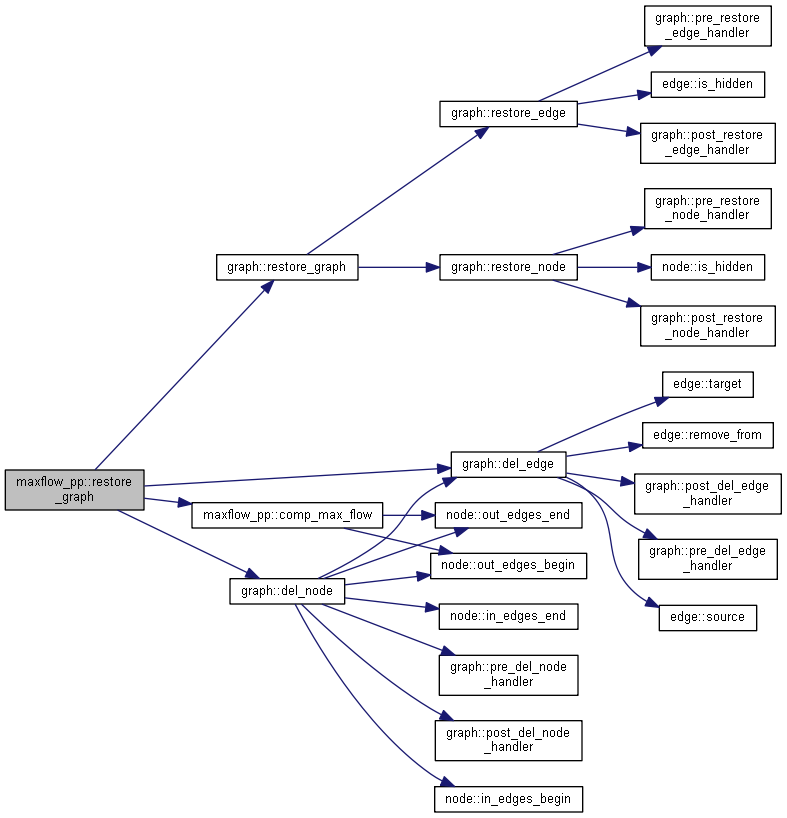 graph::pre_restore
_edge_handler
edge::is_hidden
graph::restore_edge
graph::post_restore
_edge_handler
graph::pre_restore
_node_handler
graph::restore_graph
graph::restore_node
node::is_hidden
graph::post_restore
_node_handler
edge::target
edge::remove_from
graph::del_edge
maxflow_pp::restore
_graph
graph::post_del_edge
_handler
maxflow_pp::comp_max_flow
node::out_edges_end
graph::pre_del_edge
_handler
node::out_edges_begin
graph::del_node
node::in_edges_end
edge::source
graph::pre_del_node
_handler
graph::post_del_node
_handler
node::in_edges_begin